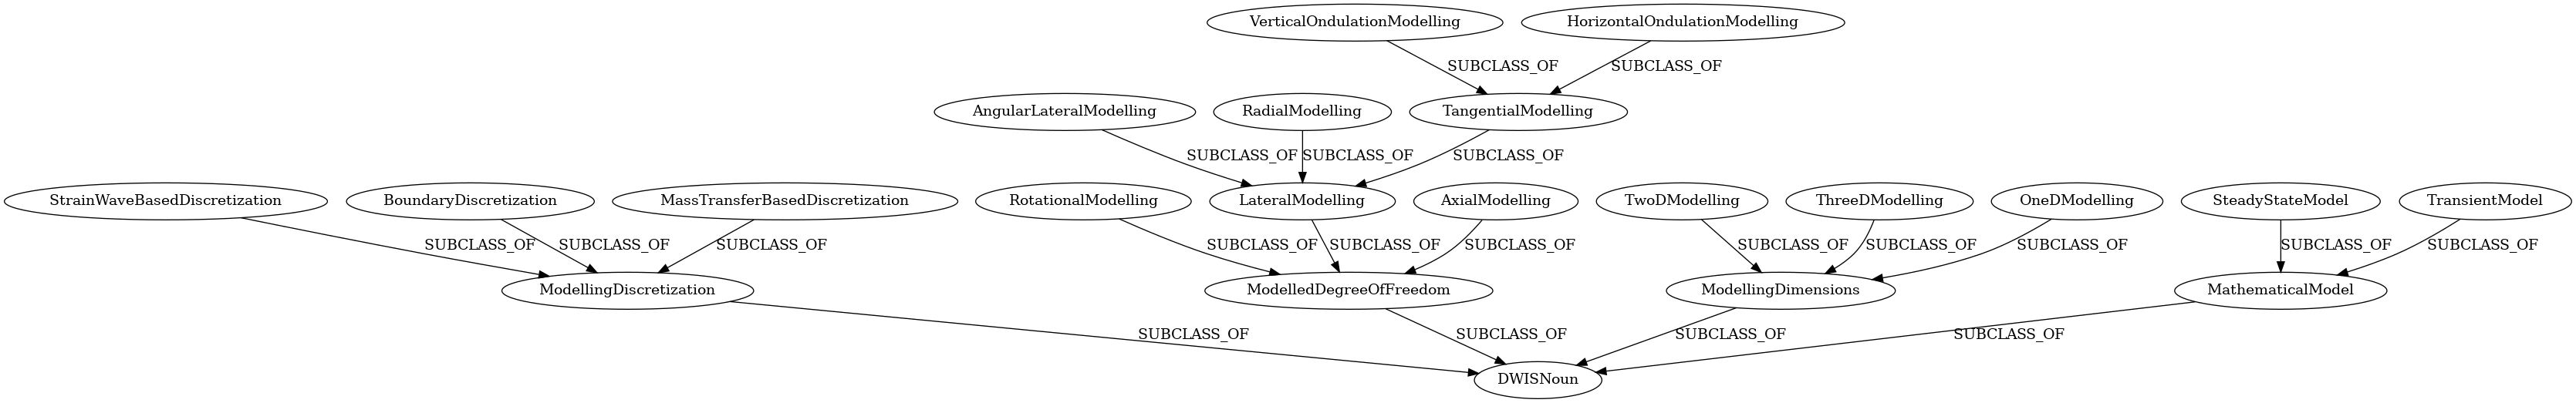 VerticalOndulationModelling
HorizontalOndulationModelling
SUBCLASS_OF
SUBCLASS_OF
AngularLateralModelling
RadialModelling
TangentialModelling
SUBCLASS_OF
SUBCLASS_OF
SUBCLASS_OF
StrainWaveBasedDiscretization
BoundaryDiscretization
MassTransferBasedDiscretization
RotationalModelling
LateralModelling
AxialModelling
TwoDModelling
ThreeDModelling
OneDModelling
SteadyStateModel
TransientModel
SUBCLASS_OF
SUBCLASS_OF
SUBCLASS_OF
SUBCLASS_OF
SUBCLASS_OF
SUBCLASS_OF
SUBCLASS_OF
SUBCLASS_OF
SUBCLASS_OF
SUBCLASS_OF
SUBCLASS_OF
ModellingDiscretization
ModelledDegreeOfFreedom
ModellingDimensions
MathematicalModel
SUBCLASS_OF
SUBCLASS_OF
SUBCLASS_OF
SUBCLASS_OF
DWISNoun